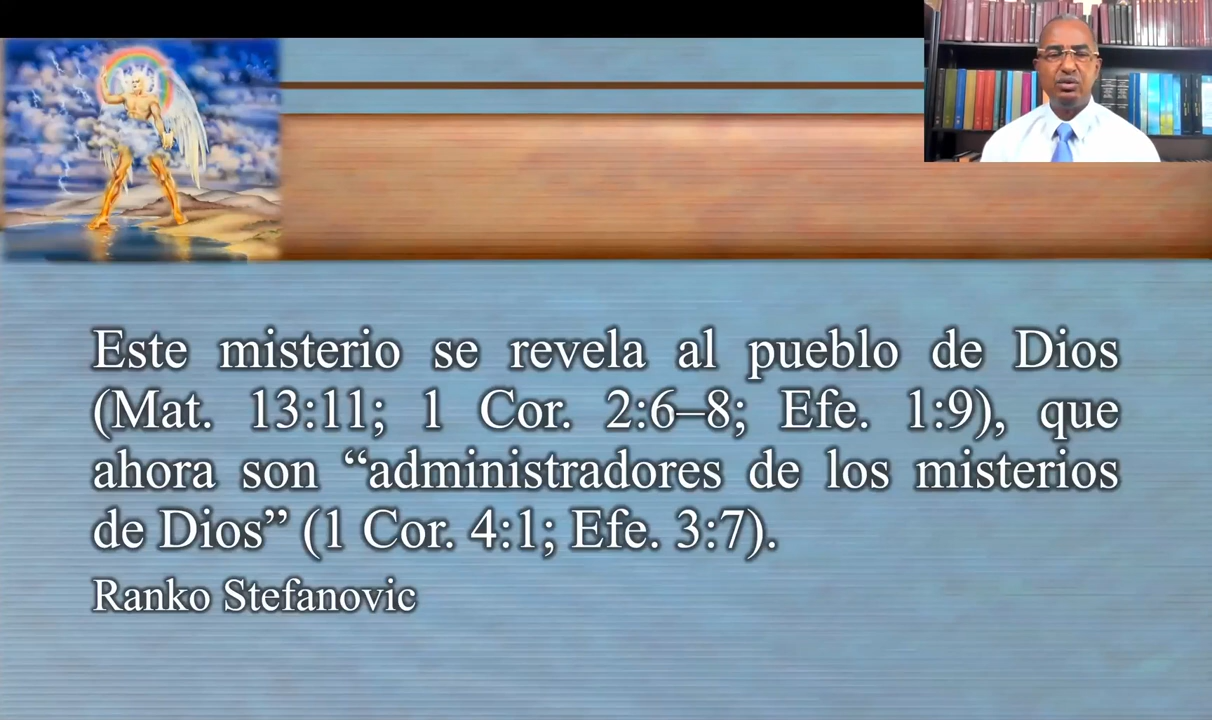 Este misterio se revela al pueblo de Dios
(Mat. 13:11; 1 Cor. 2:6–8; Efe. 1:9), que
ahora son “administradores de los misterios
de Dios” (1 Cor. 4:1; Efe. 3:7).
Ranko Stefanovic